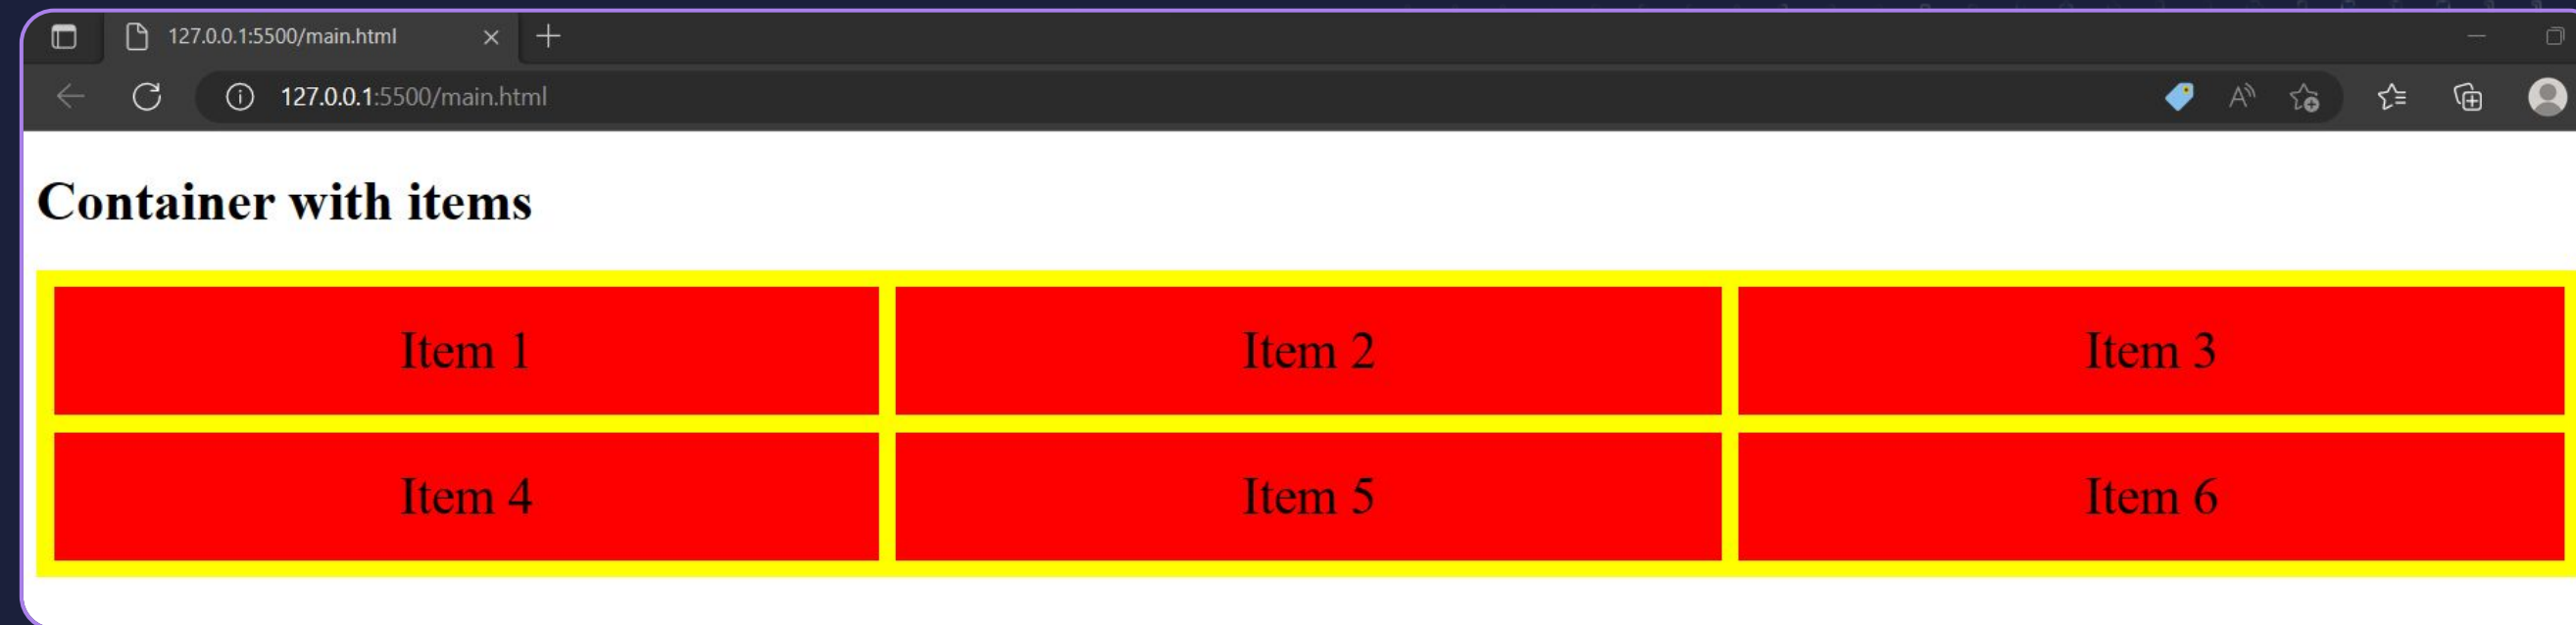 127.0.0.1:5500/main.html
127.0.0.1:5500/main.html
Container with items
Item 1 Item 2 Item 3
Item 4 Item 5 Item 6